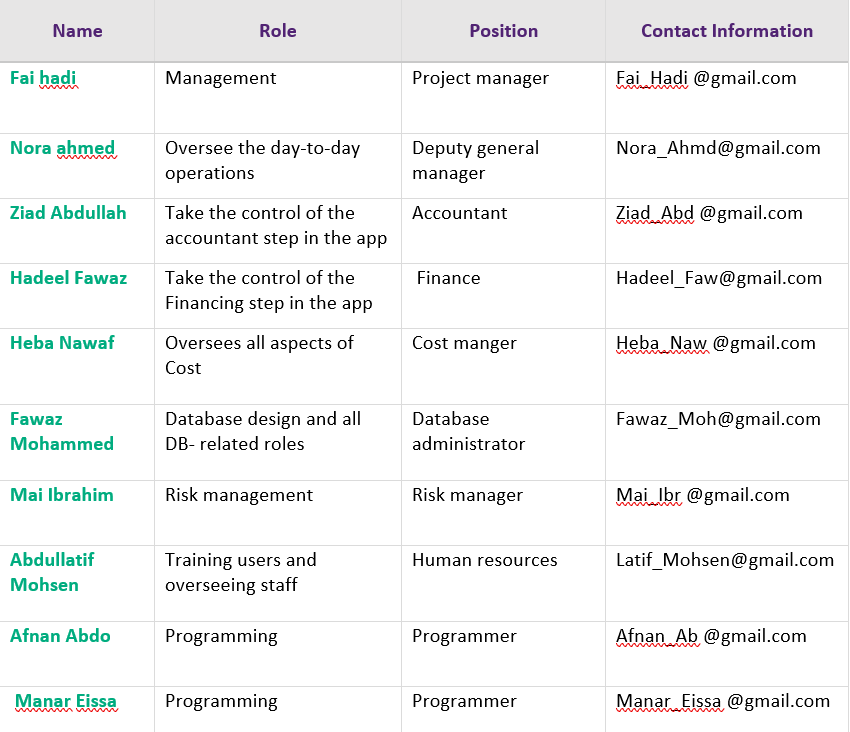 Name Role Position Contact Information
Fai hadi Management Project manager Fai_Hadi @gmail.com
Nora ahmed Oversee the day-to-day Deputy general Nora_Ahmd@gmail.com
operations manager
Ziad Abdullah Take the control of the Accountant Ziad_Abd @gmail.com
accountant step in the app
Hadeel Fawaz Take the control of the Finance Hadeel_Faw@gmail.com
Financing step in the app
Heba Nawaf Oversees all aspects of Cost manger Heba_Naw @gmail.com
Cost
Fawaz Database design and all Database Fawaz_Moh@gmail.com
Mohammed DB- related roles administrator
Mai Ibrahim Risk management Risk manager Mai_Ibr @gmail.com
Abdullatif Training users and Human resources Latif_Mohsen@gmail.com
Mohsen overseeing staff
Afnan Abdo Programming Programmer Afnan_Ab @gmail.com
Manar Eissa Programming Programmer Manar_Eissa @gmail.com